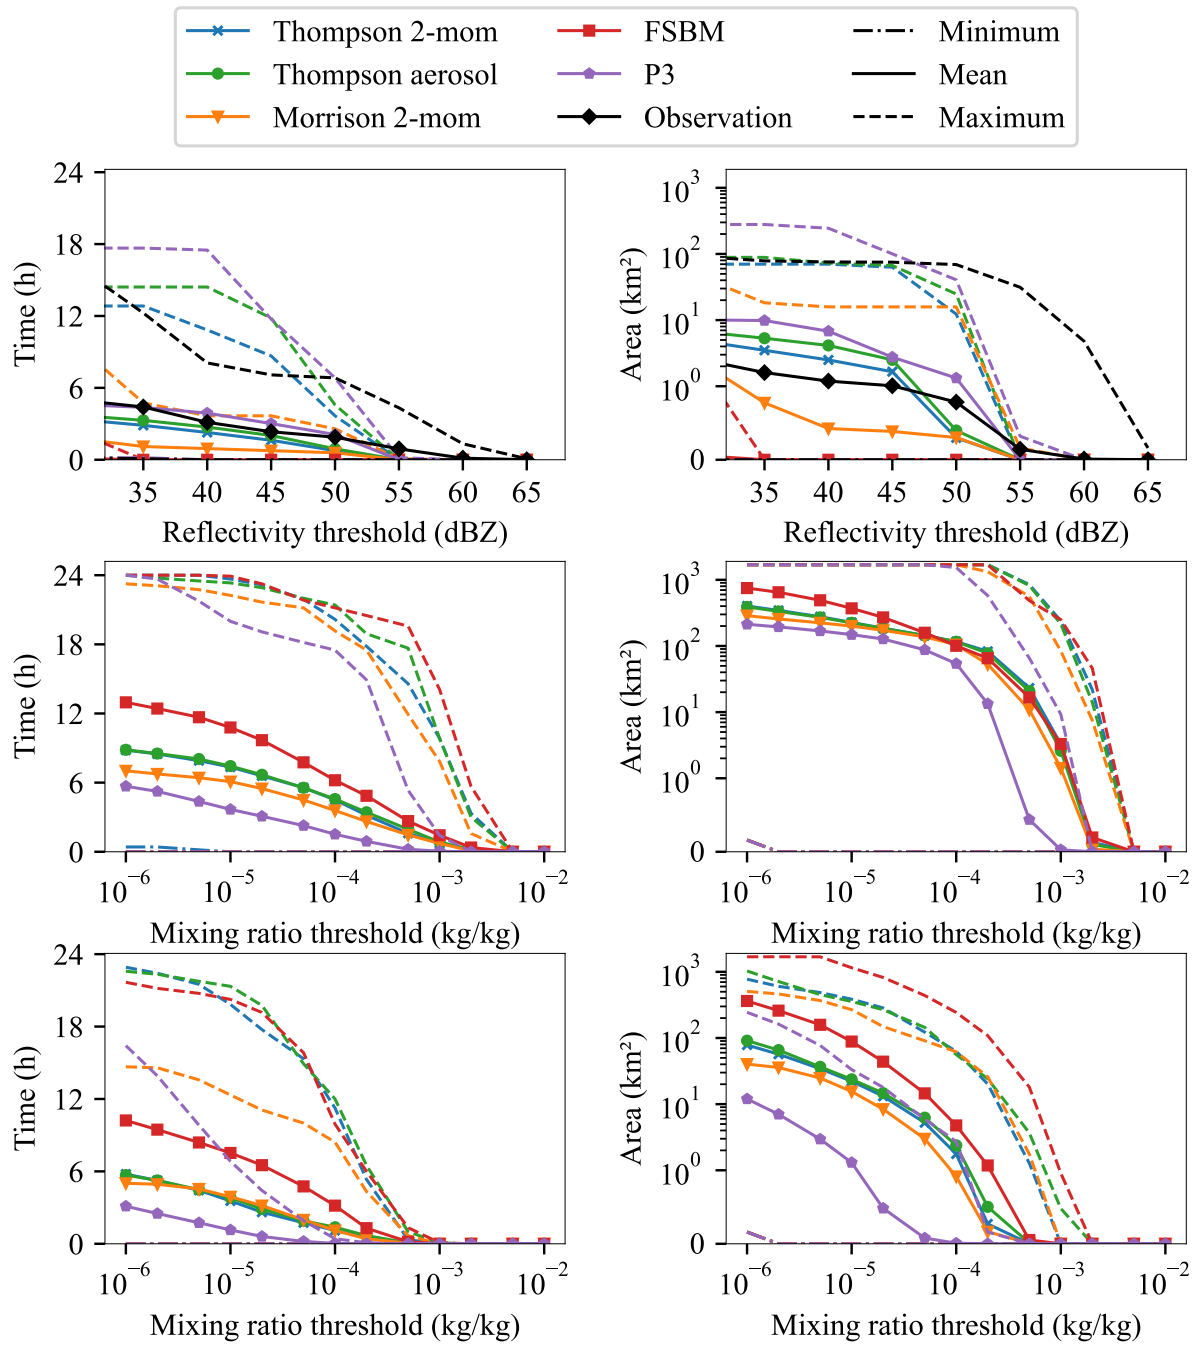 Thompson 2-mom FSBM Minimum
Thompson aerosol P3 Mean
Morrison 2-mom Observation Maximum
Time (h)
24
18
12
6
0
35 40 45 50 55 60 65
Reflectivity threshold (dBZ)
Area (km²)
10³
10²
10¹
10⁰
0
35 40 45 50 55 60 65
Reflectivity threshold (dBZ)
Time (h)
24
18
12
6
0
10⁻⁶ 10⁻⁵ 10⁻⁴ 10⁻³ 10⁻²
Mixing ratio threshold (kg/kg)
Area (km²)
10³
10²
10¹
10⁰
0
10⁻⁶ 10⁻⁵ 10⁻⁴ 10⁻³ 10⁻²
Mixing ratio threshold (kg/kg)
Time (h)
24
18
12
6
0
10⁻⁶ 10⁻⁵ 10⁻⁴ 10⁻³ 10⁻²
Mixing ratio threshold (kg/kg)
Area (km²)
10³
10²
10¹
10⁰
0
10⁻⁶ 10⁻⁵ 10⁻⁴ 10⁻³ 10⁻²
Mixing ratio threshold (kg/kg)